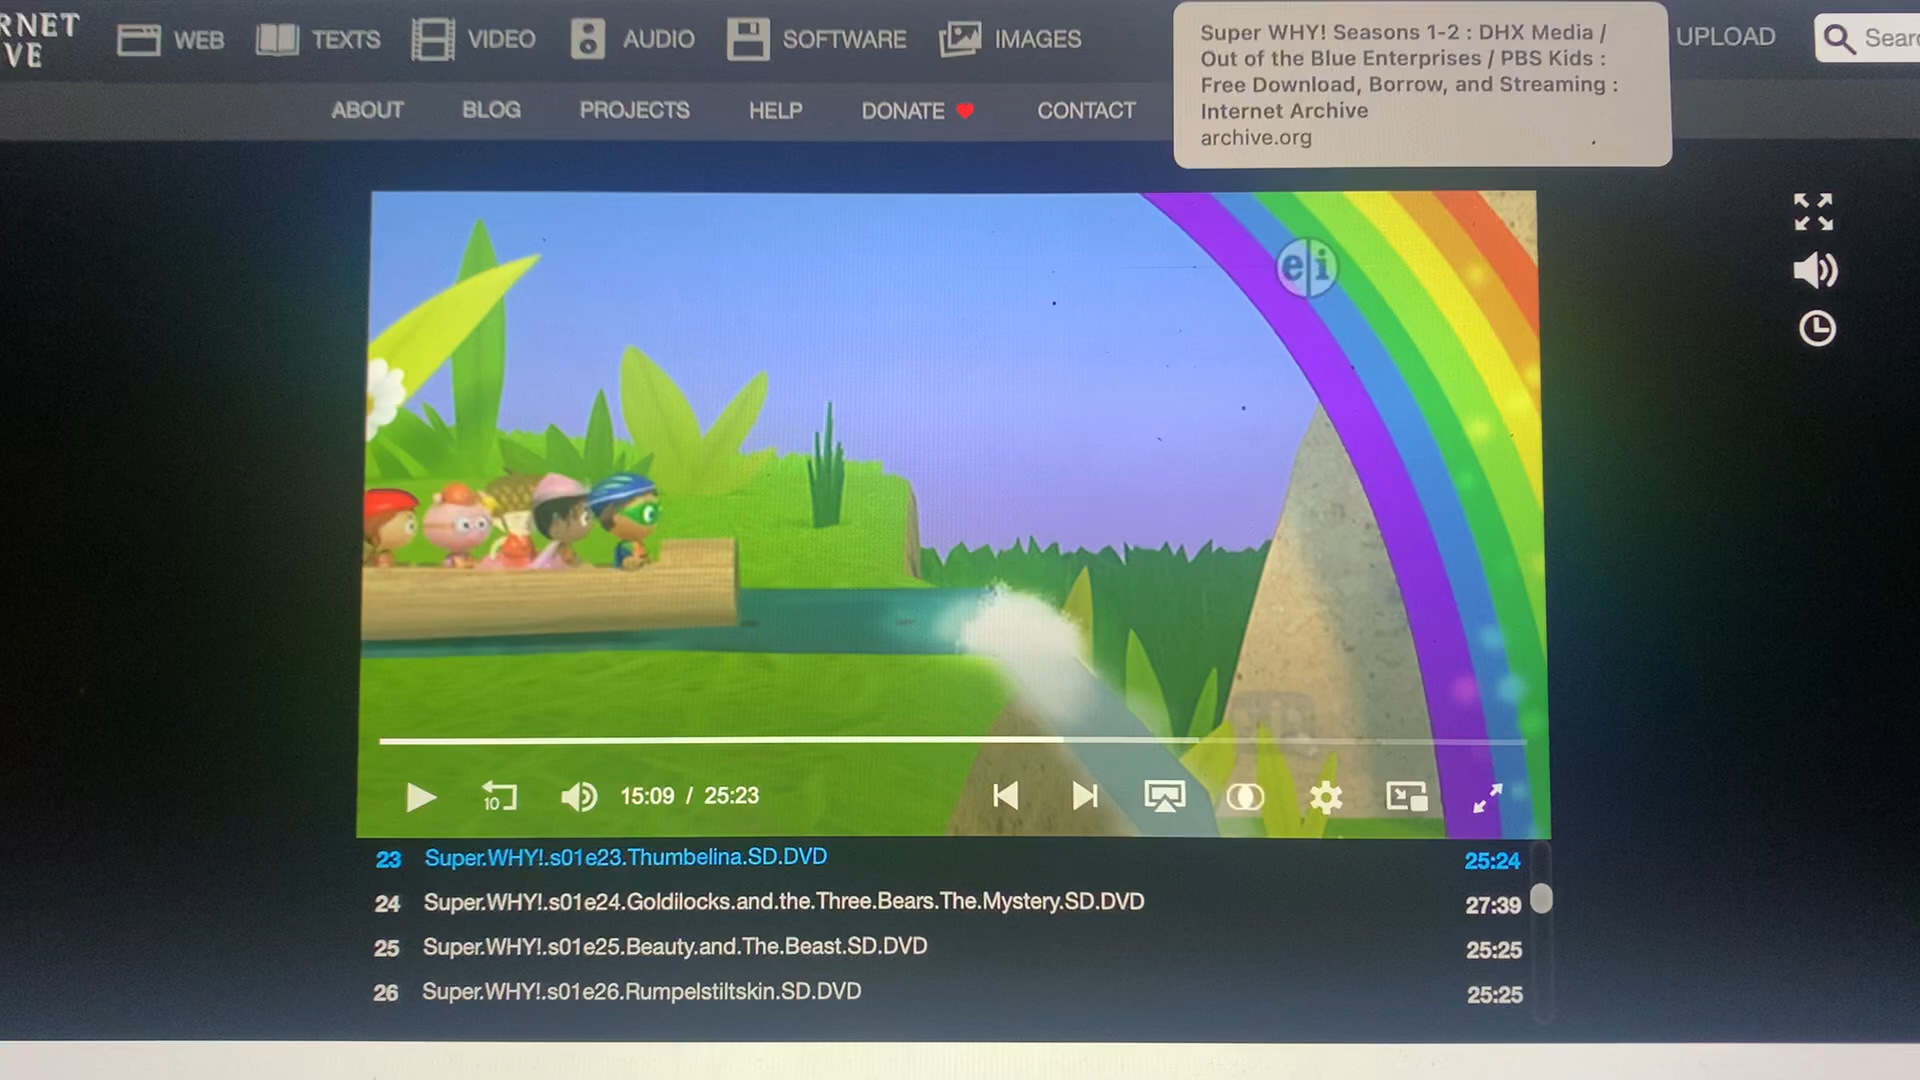 RNET
VE
WEB
TEXTS
VIDEO
AUDIO
SOFTWARE
IMAGES
UPLOAD
Searc
Super WHY! Seasons 1-2 : DHX Media /
Out of the Blue Enterprises / PBS Kids :
Free Download, Borrow, and Streaming :
Internet Archive
archive.org
ABOUT
BLOG
PROJECTS
HELP
DONATE
CONTACT
e|i
10
15:09 / 25:23
23 Super.WHY!.s01e23.Thumbelina.SD.DVD 25:24
24 Super.WHY!.s01e24.Goldilocks.and.the.Three.Bears.The.Mystery.SD.DVD 27:39
25 Super.WHY!.s01e25.Beauty.and.The.Beast.SD.DVD 25:25
26 Super.WHY!.s01e26.Rumpelstiltskin.SD.DVD 25:25